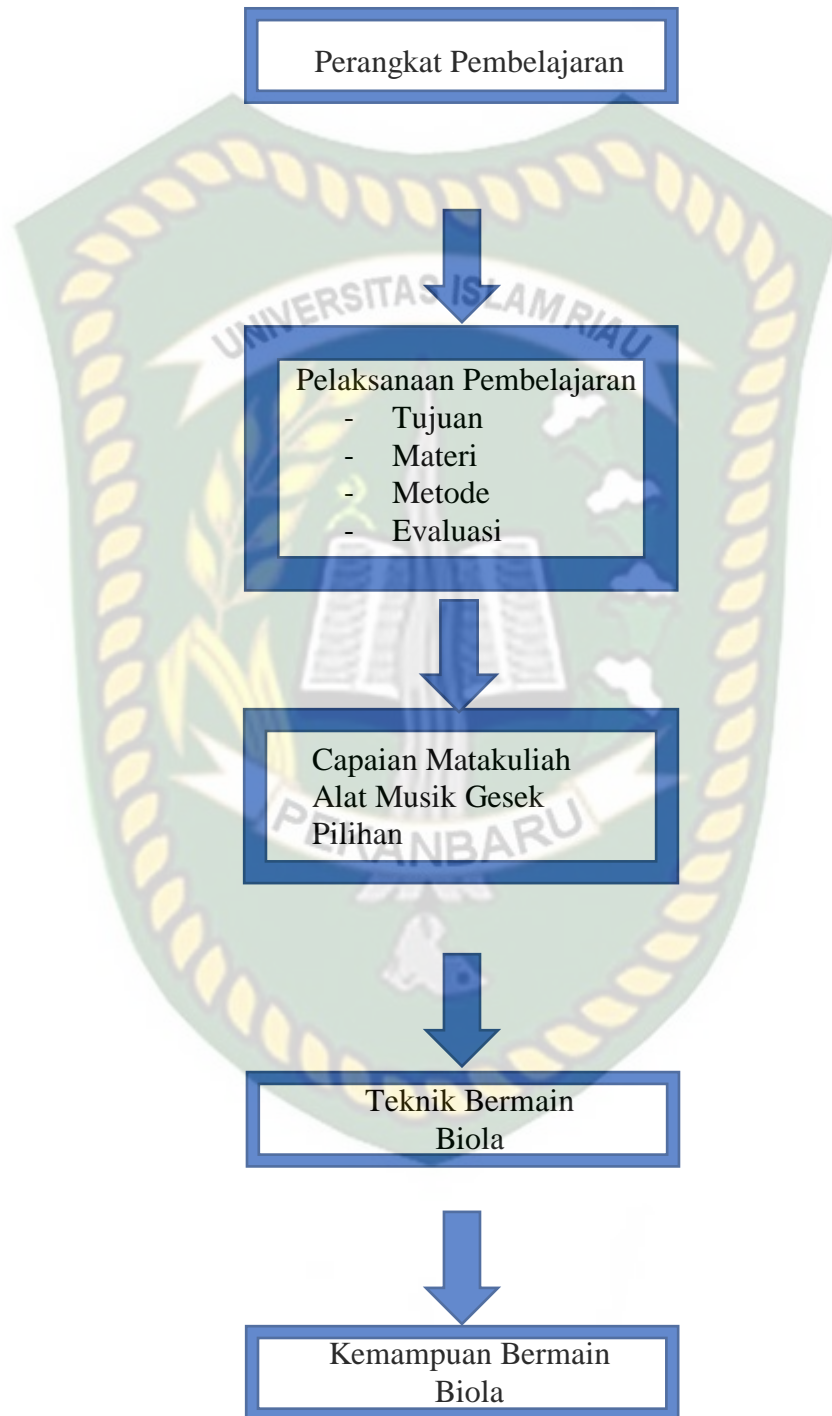 Perangkat Pembelajaran
UNIVERSITAS ISLAM RIAU
Pelaksanaan Pembelajaran
- Tujuan
- Materi
- Metode
- Evaluasi
Capaian Matakuliah
Alat Musik Gesek
Pilihan
PEKANBARU
Teknik Bermain
Biola
Kemampuan Bermain
Biola